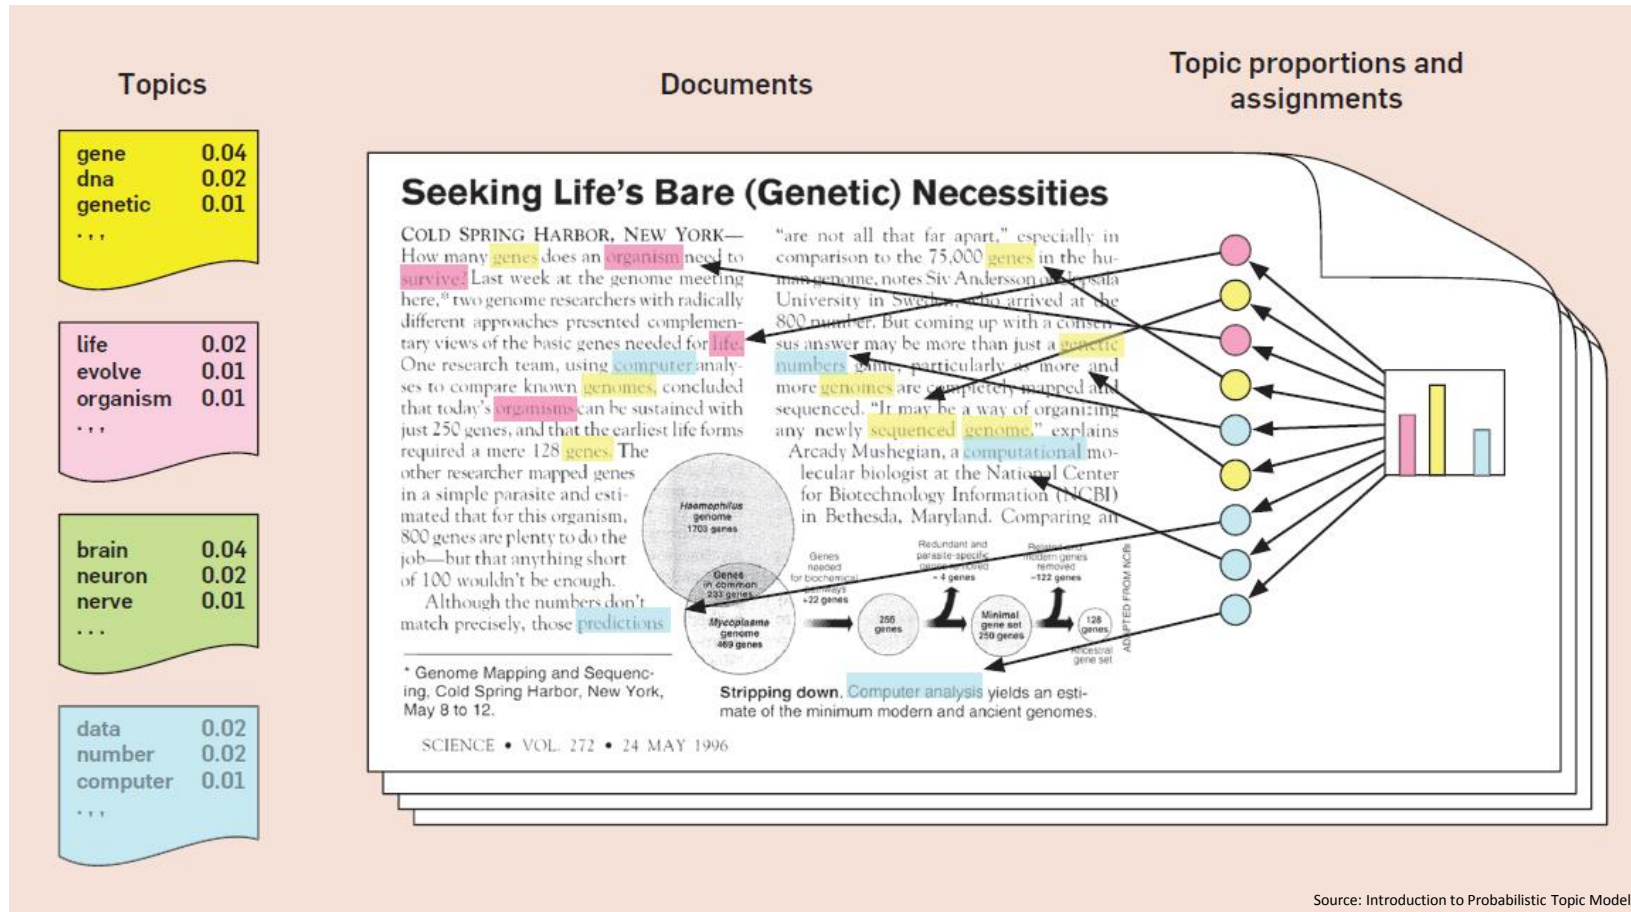 Topics
Documents
Topic proportions and
assignments
gene 0.04
dna 0.02
genetic 0.01
. , ,
life 0.02
evolve 0.01
organism 0.01
. , ,
brain 0.04
neuron 0.02
nerve 0.01
. . .
data 0.02
number 0.02
computer 0.01
. , ,
Seeking Life's Bare (Genetic) Necessities
COLD SPRING HARBOR, NEW YORK—
How many genes does an organism need to
survive? Last week at the genome meeting
here,* two genome researchers with radically
different approaches presented complemen-
tary views of the basic genes needed for life.
One research team, using computer analy-
ses to compare known genomes, concluded
that today's organisms can be sustained with
just 250 genes, and that the earliest life forms
required a mere 128 genes. The
other researcher mapped genes
in a simple parasite and esti-
mated that for this organism,
800 genes are plenty to do the
job—but that anything short
of 100 wouldn't be enough.
Although the numbers don't
match precisely, those predictions
* Genome Mapping and Sequenc-
ing, Cold Spring Harbor, New York,
May 8 to 12.
"are not all that far apart," especially in
comparison to the 75,000 genes in the hu-
man genome, notes Siv Andersson of Uppsala
University in Sweden, who arrived at the
800 number. But coming up with a consen-
sus answer may be more than just a genetic
numbers game, particularly as more and
more genomes are completely mapped and
sequenced. "It may be a way of organizing
any newly sequenced genome," explains
Arcady Mushegian, a computational mo-
lecular biologist at the National Center
for Biotechnology Information (NCBI)
in Bethesda, Maryland. Comparing an
Haemophilus
genome
1703 genes
Genes
in common
233 genes
Mycoplasma
genome
469 genes
Genes
needed
for biochemical
pathways
+22 genes
256
genes
Redundant and
parasite-specific
genes removed
- 4 genes
Minimal
gene set
250 genes
Related and
modern genes
removed
-122 genes
128
genes
Ancestral
gene set
ADAPTED FROM NCBI
Stripping down. Computer analysis yields an esti-
mate of the minimum modern and ancient genomes.
SCIENCE • VOL. 272 • 24 MAY 1996
Source: Introduction to Probabilistic Topic Model